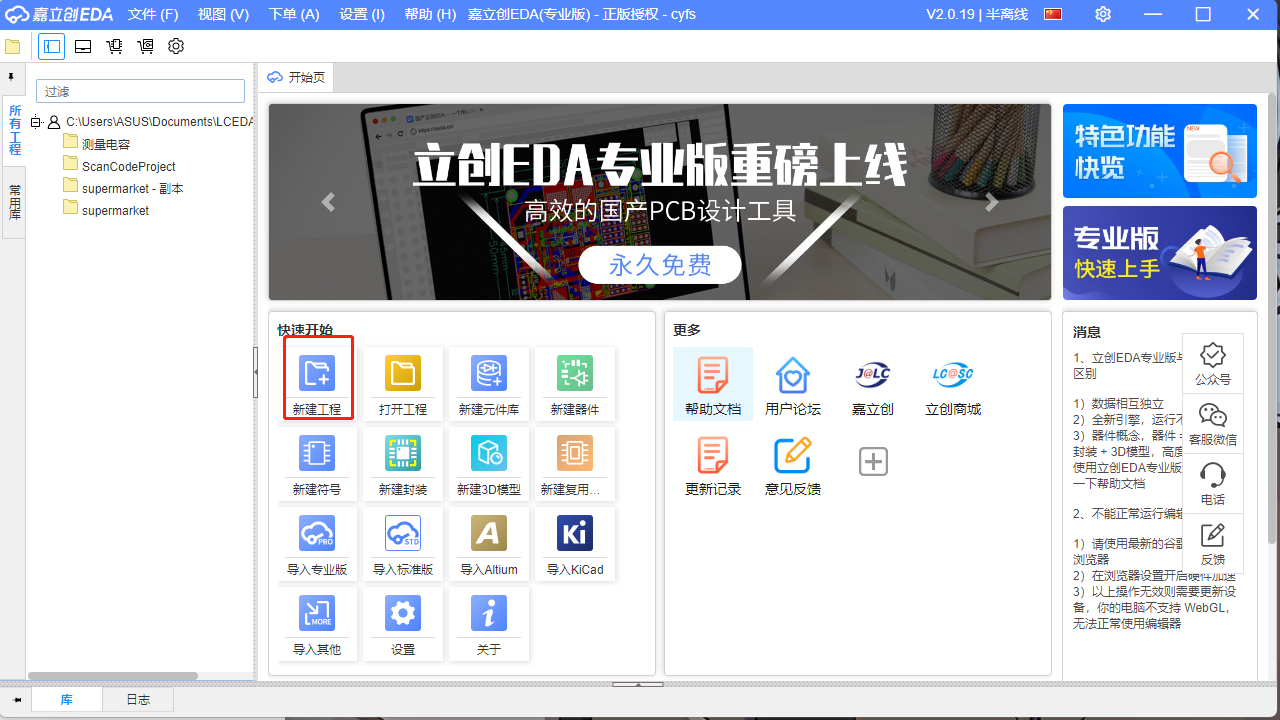 嘉立创EDA 文件 (F) 视图 (V) 下单 (A) 设置 (I) 帮助 (H) 嘉立创EDA(专业版) - 正版授权 - cyfs V2.0.19 | 半离线
开始页
过滤
所有工程
常用库
C:\Users\ASUS\Documents\LCEDA
测量电容
ScanCodeProject
supermarket - 副本
supermarket
立创EDA专业版重磅上线
高效的国产PCB设计工具
永久免费
特色功能
快览
NEW
专业版
快速上手
快速开始
新建工程 打开工程 新建元件库 新建器件
新建符号 新建封装 新建3D模型 新建复用...
PRO STD
导入专业版 导入标准版 导入Altium 导入KiCad
MORE
导入其他 设置 关于
更多
帮助文档 用户论坛 嘉立创 立创商城
更新记录 意见反馈
消息
1、立创EDA专业版与
区别
1）数据相互独立
2）全新引擎，运行不
3）器件概念，器件 =
封装 + 3D模型，高度
使用立创EDA专业版
一下帮助文档
2、不能正常运行编辑
1）请使用最新的谷
浏览器
2）在浏览器设置开启硬件加速
3）以上操作无效则需要更新设
备，你的电脑不支持 WebGL，
无法正常使用编辑器
公众号
客服微信
电话
反馈
库 日志